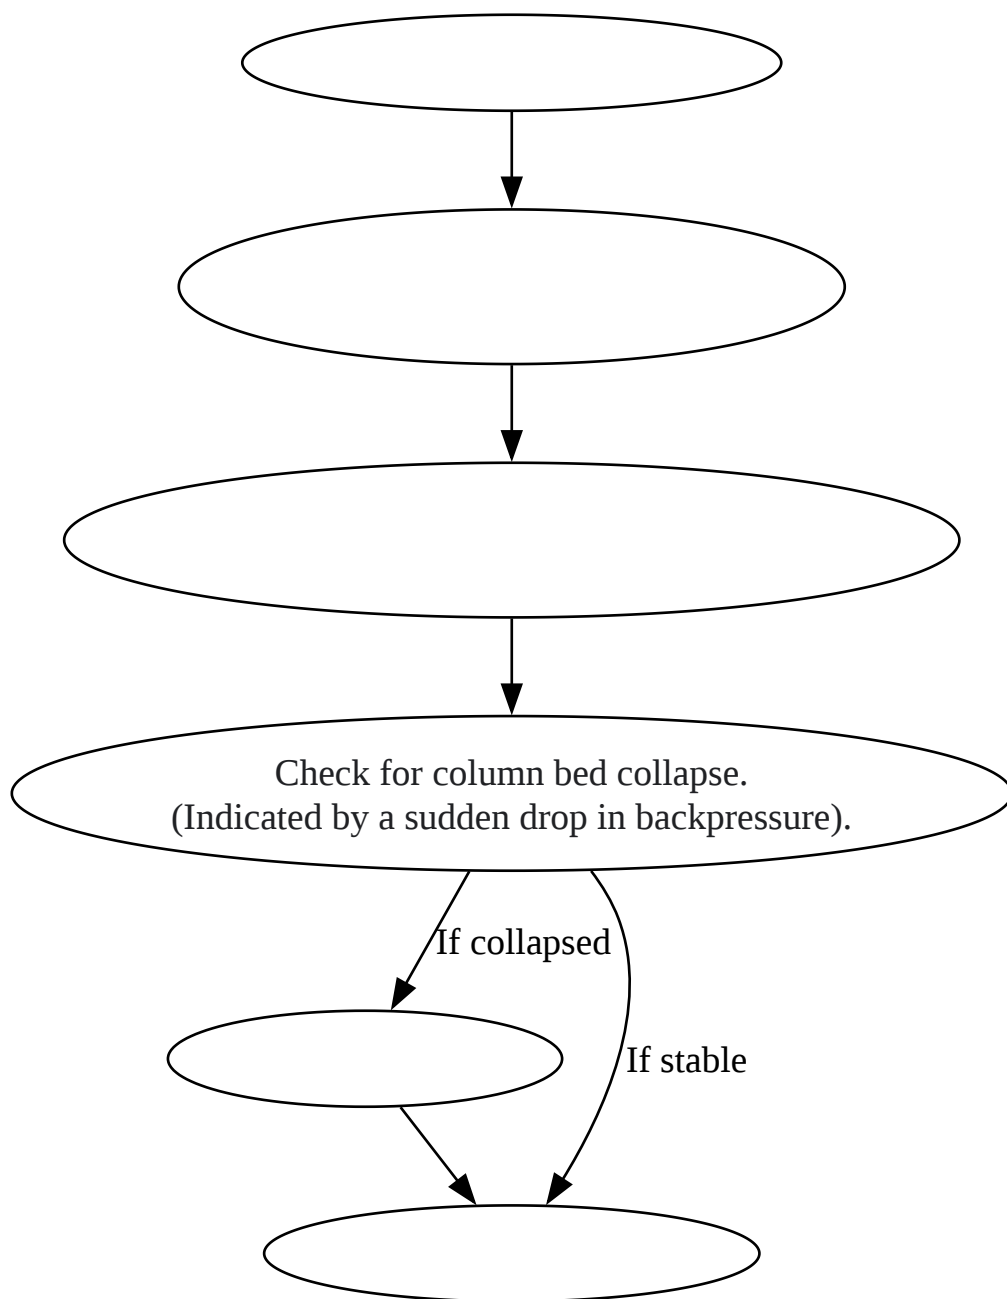 Check for column bed collapse.
(Indicated by a sudden drop in backpressure).
If collapsed
If stable